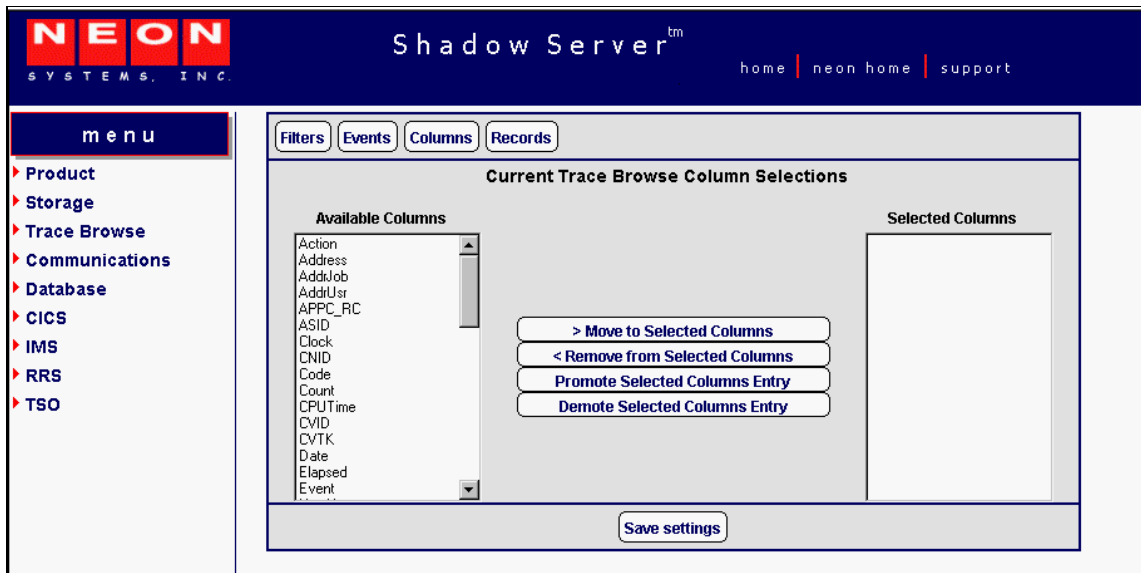 NEON
SYSTEMS, INC.
Shadow Server™
home | neon home | support
menu
Product
Storage
Trace Browse
Communications
Database
CICS
IMS
RRS
TSO
Filters Events Columns Records
Current Trace Browse Column Selections
Available Columns
Action
Address
AddrJob
AddrUsr
APPC_RC
ASID
Clock
CNID
Code
Count
CPUTime
CVID
CVTK
Date
Elapsed
Event
> Move to Selected Columns
< Remove from Selected Columns
Promote Selected Columns Entry
Demote Selected Columns Entry
Selected Columns
Save settings